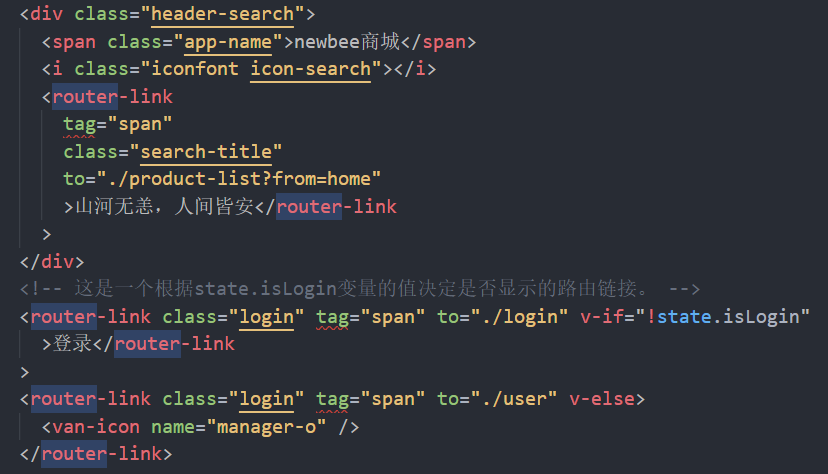 <div class="header-search">
<span class="app-name">newbee商城</span>
<i class="iconfont icon-search"></i>
<router-link
tag="span"
class="search-title"
to="./product-list?from=home"
>山河无恙，人间皆安</router-link
>
</div>
<!-- 这是一个根据state.isLogin变量的值决定是否显示的路由链接。 -->
<router-link class="login" tag="span" to="./login" v-if="!state.isLogin"
>登录</router-link
>
<router-link class="login" tag="span" to="./user" v-else>
<van-icon name="manager-o" />
</router-link>